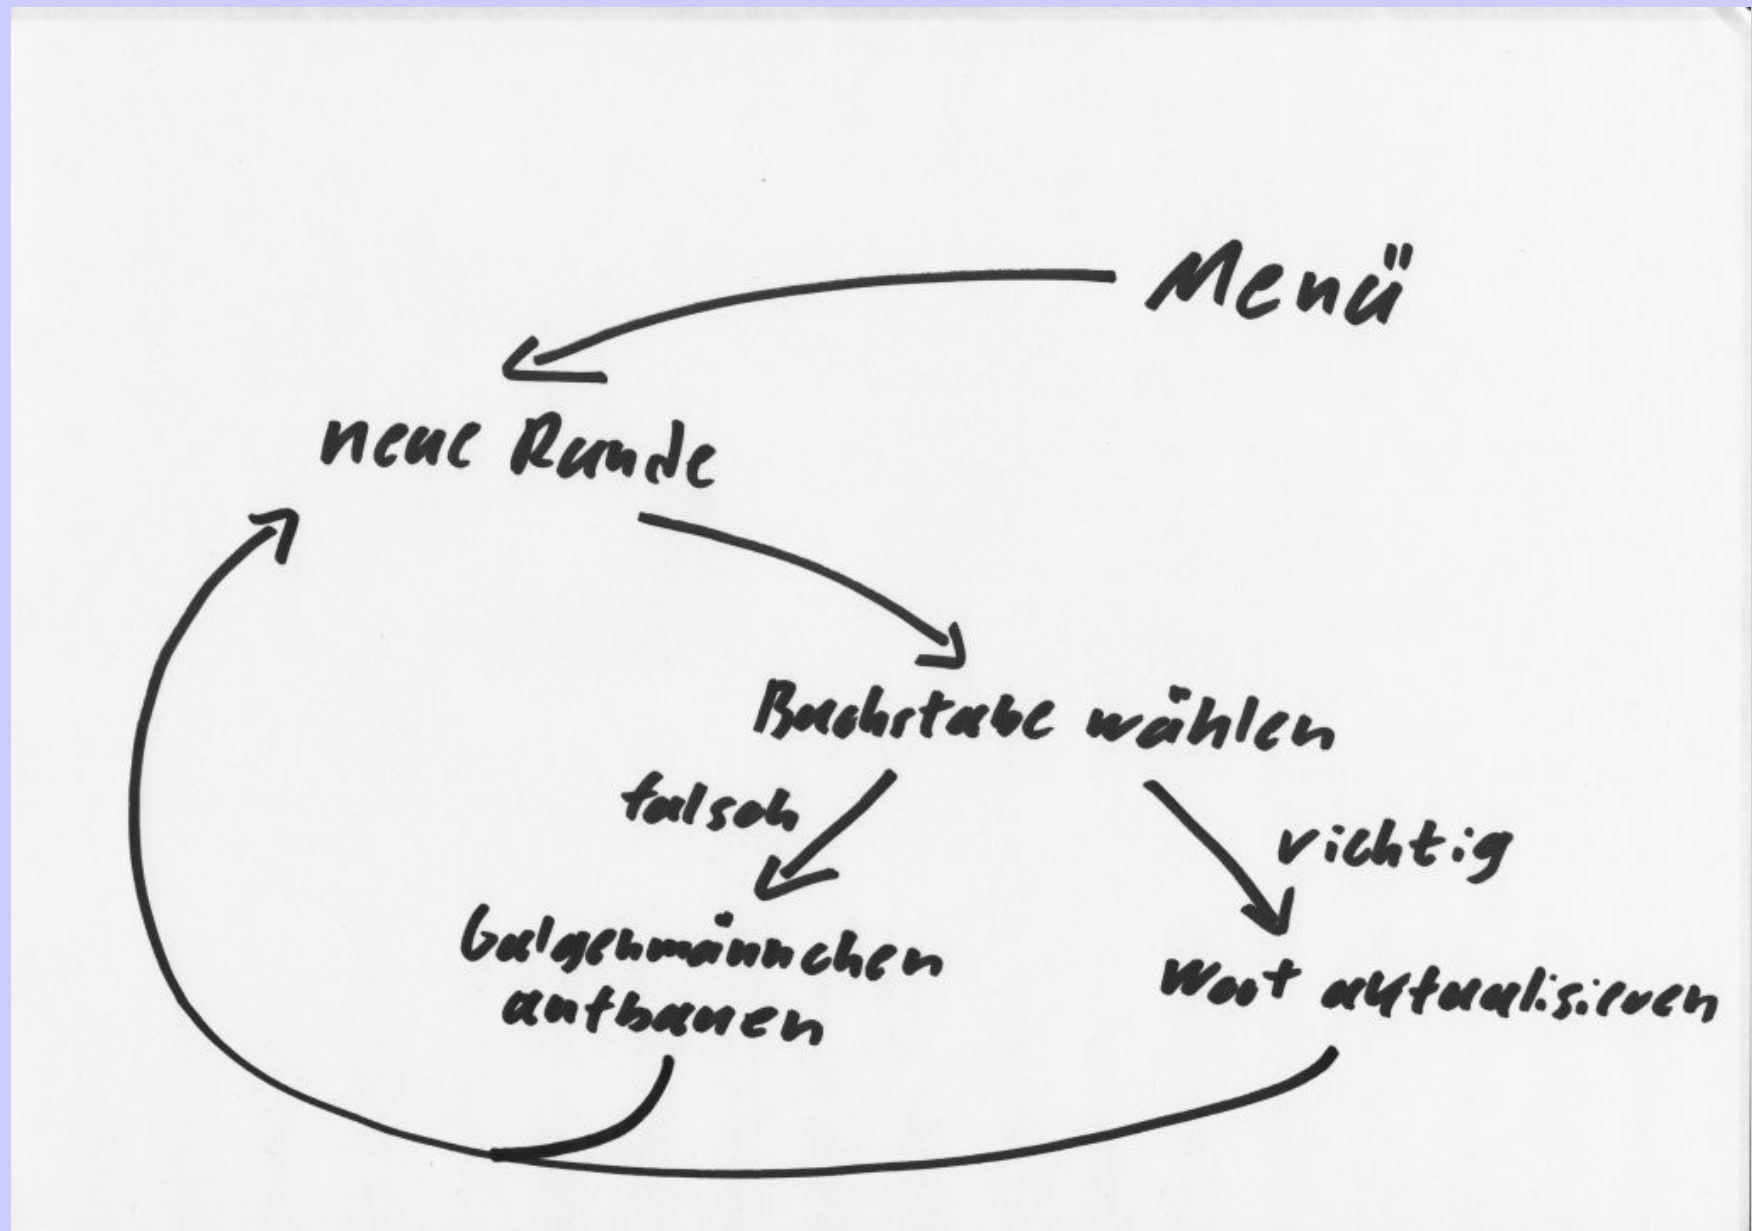 Menü
neue Runde
Buchstabe wählen
falsch
richtig
Galgenmännchen
aufbauen
Wort aktualisieren